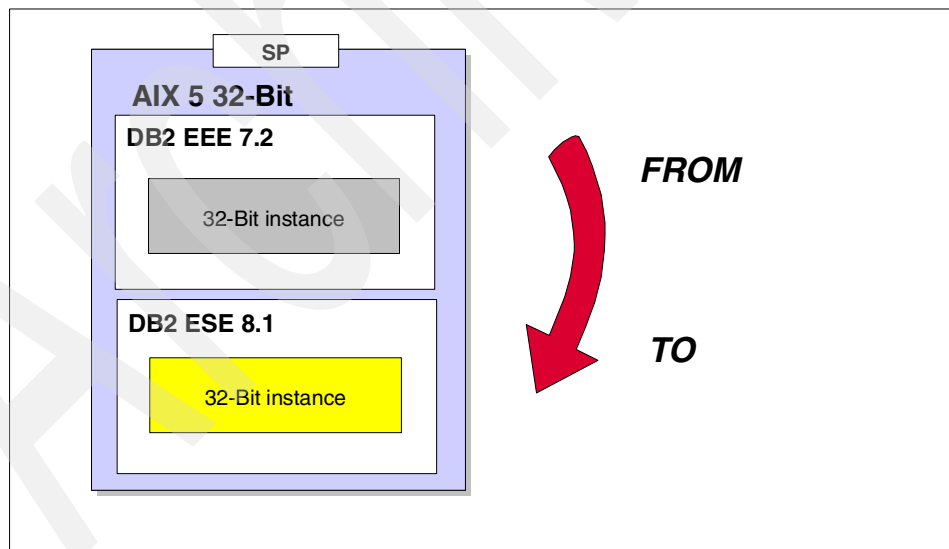 SP
AIX 5 32-Bit
DB2 EEE 7.2
32-Bit instance
FROM
DB2 ESE 8.1
32-Bit instance
TO